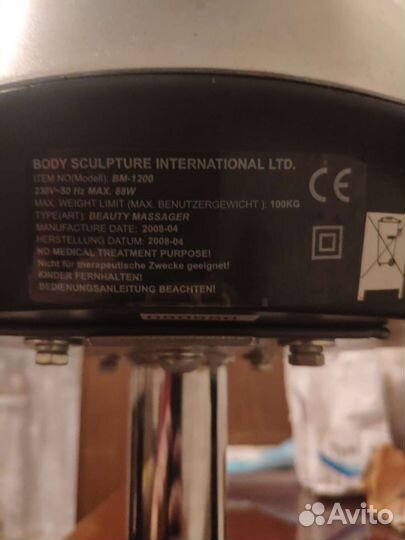 BODY SCULPTURE INTERNATIONAL LTD.
ITEM NO(Modell): BM-1200
230V~50 Hz MAX. 88W
MAX. WEIGHT LIMIT (MAX. BENUTZERGEWICHT ): 100KG
TYPE(ART): BEAUTY MASSAGER
MANUFACTURE DATE: 2008-04
HERSTELLUNG DATUM: 2008-04
NO MEDICAL TREATMENT PURPOSE!
Nicht für therapeutische Zwecke geeignet!
KINDER FERNHALTEN!
BEDIENUNGSANLEITUNG BEACHTEN!
CE
Avito